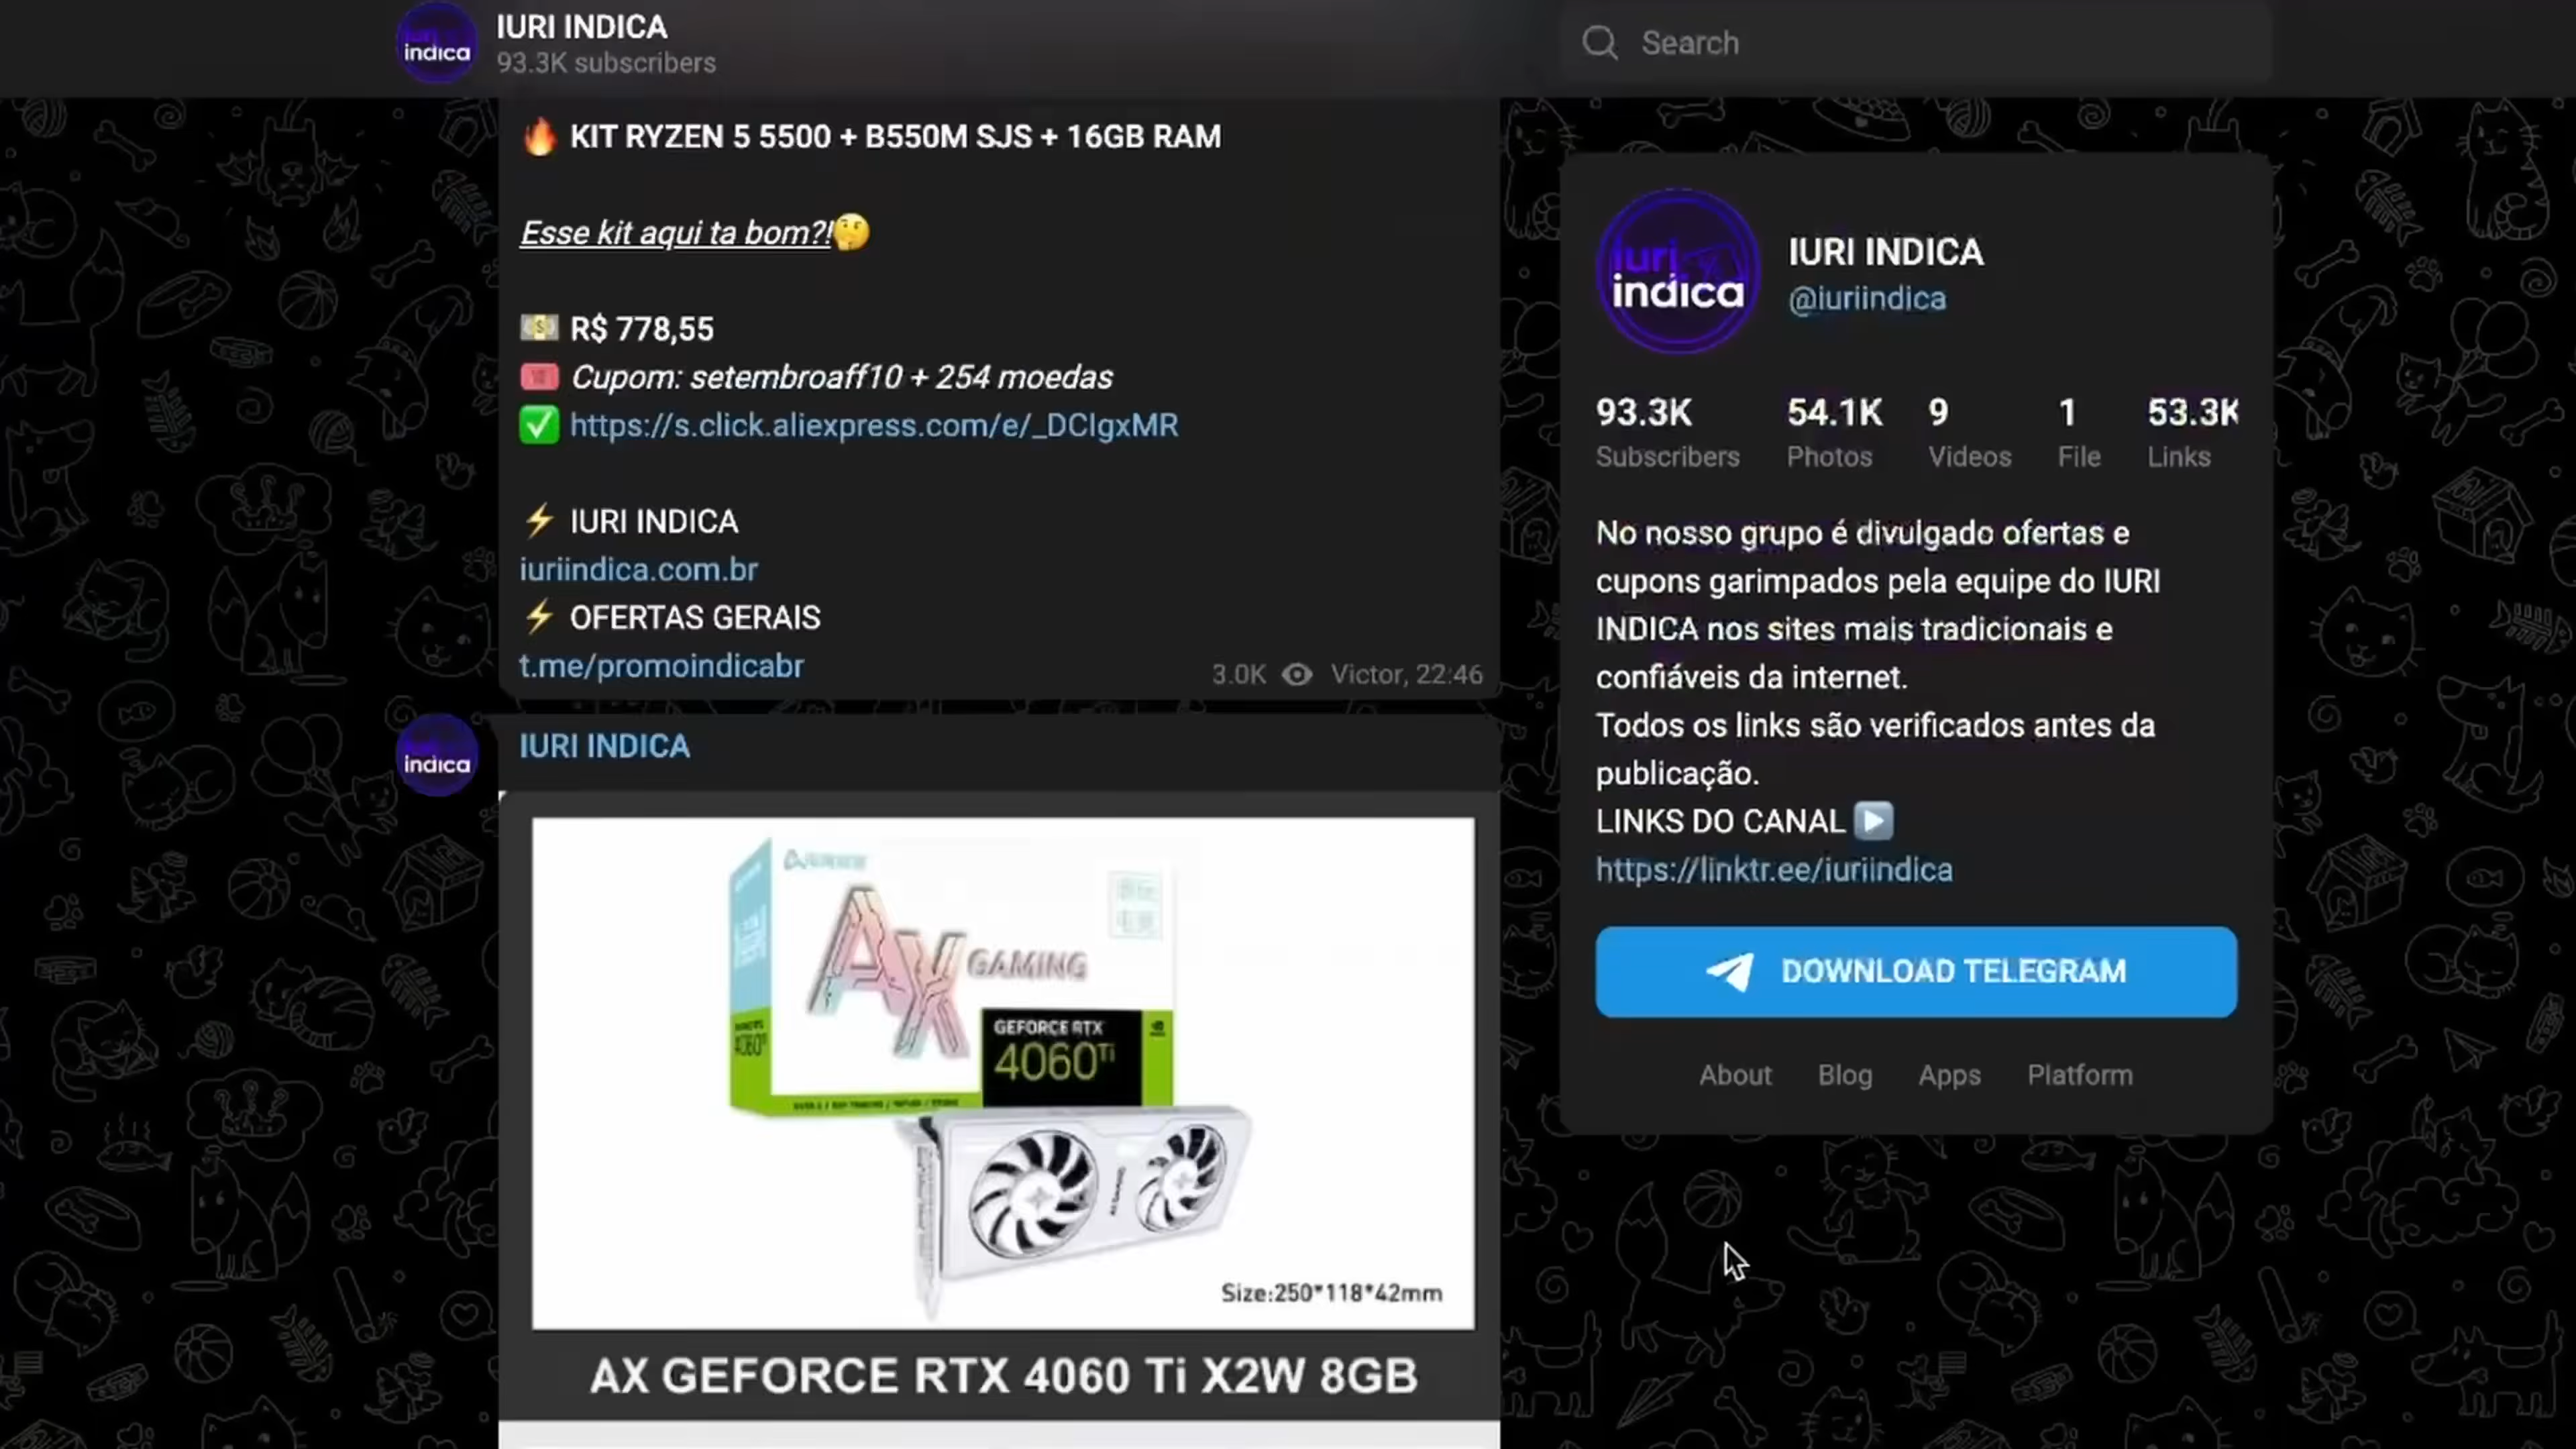 IURI INDICA
93.3K subscribers
Search
indica
🔥 KIT RYZEN 5 5500 + B550M SJS + 16GB RAM
Esse kit aqui ta bom?!🤔
💵 R$ 778,55
🎟 Cupom: setembroaff10 + 254 moedas
✅ https://s.click.aliexpress.com/e/_DClgxMR
⚡ IURI INDICA
iuriindica.com.br
⚡ OFERTAS GERAIS
t.me/promoindicabr
3.0K Victor, 22:46
indica
IURI INDICA
AX GAMING
GEFORCE RTX
4060Ti
4060Ti
Size:250*118*42mm
AX GEFORCE RTX 4060 Ti X2W 8GB
iuri
indica
IURI INDICA
@iuriindica
93.3K 54.1K 9 1 53.3K
Subscribers Photos Videos File Links
No nosso grupo é divulgado ofertas e
cupons garimpados pela equipe do IURI
INDICA nos sites mais tradicionais e
confiáveis da internet.
Todos os links são verificados antes da
publicação.
LINKS DO CANAL ▶️
https://linktr.ee/iuriindica
DOWNLOAD TELEGRAM
About Blog Apps Platform